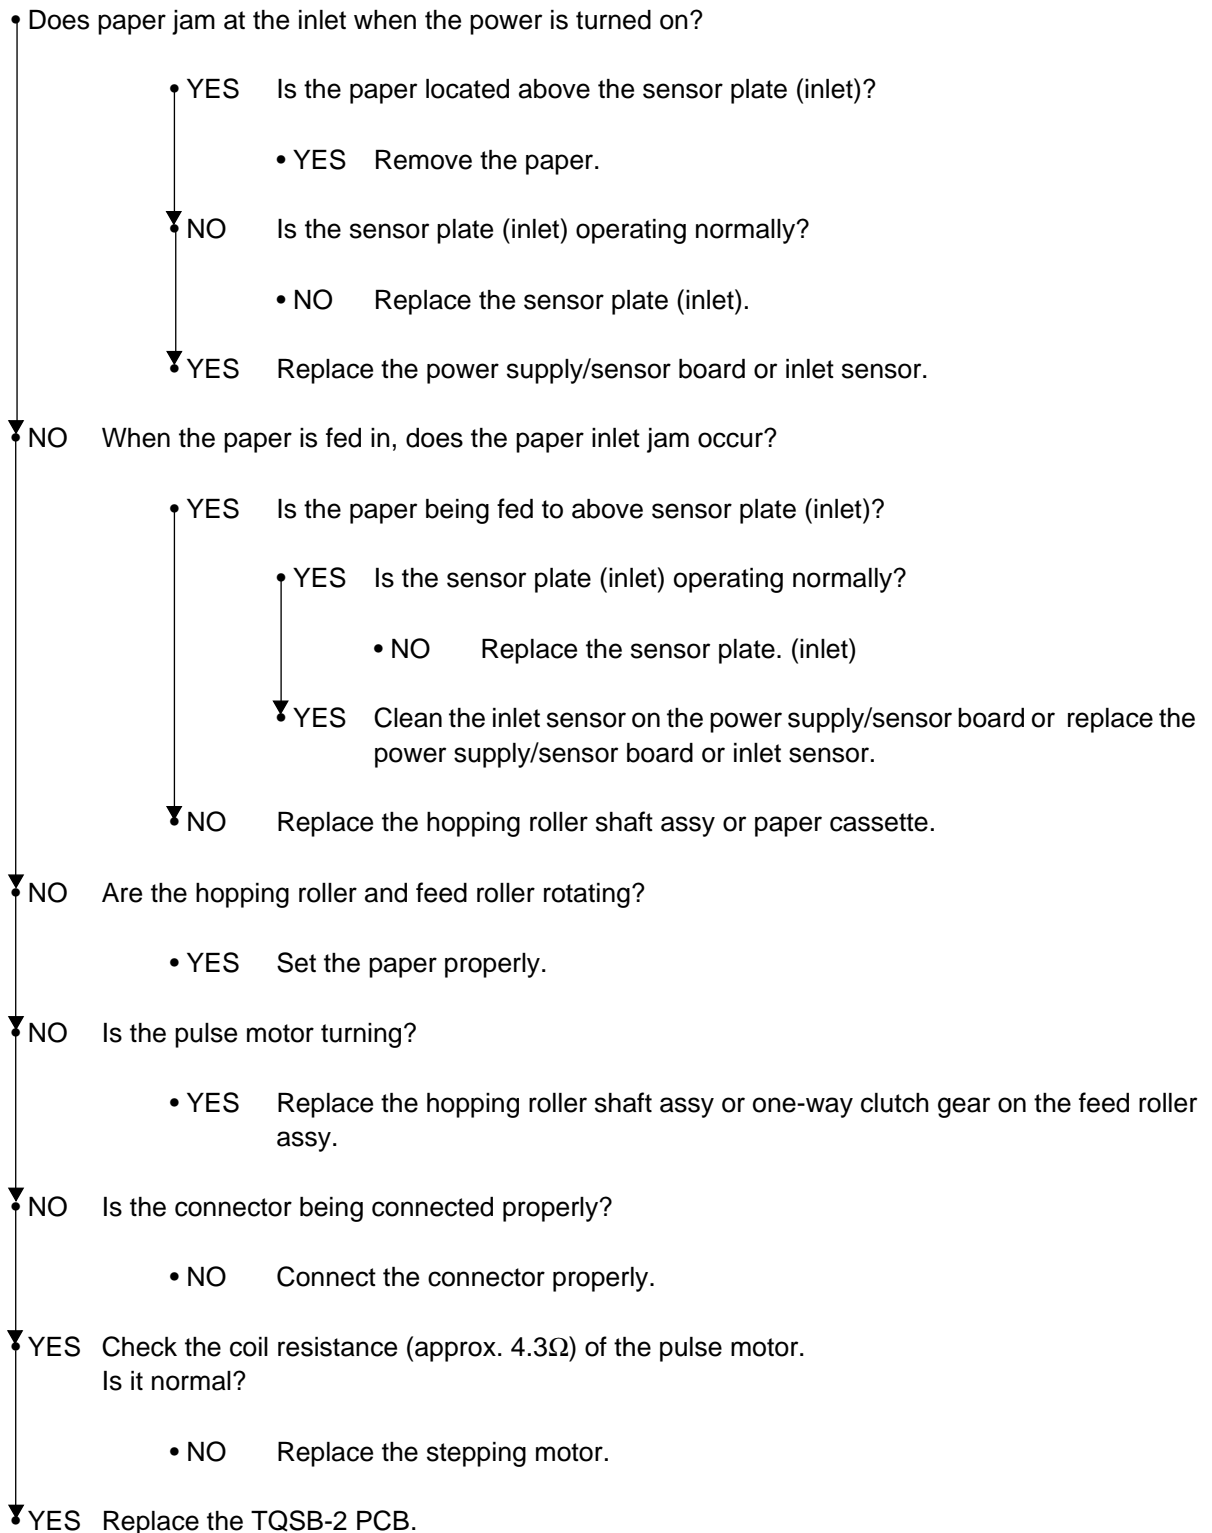 • Does paper jam at the inlet when the power is turned on?
• YES Is the paper located above the sensor plate (inlet)?
• YES Remove the paper.
• NO Is the sensor plate (inlet) operating normally?
• NO Replace the sensor plate (inlet).
• YES Replace the power supply/sensor board or inlet sensor.
• NO When the paper is fed in, does the paper inlet jam occur?
• YES Is the paper being fed to above sensor plate (inlet)?
• YES Is the sensor plate (inlet) operating normally?
• NO Replace the sensor plate. (inlet)
• YES Clean the inlet sensor on the power supply/sensor board or replace the
power supply/sensor board or inlet sensor.
• NO Replace the hopping roller shaft assy or paper cassette.
• NO Are the hopping roller and feed roller rotating?
• YES Set the paper properly.
• NO Is the pulse motor turning?
• YES Replace the hopping roller shaft assy or one-way clutch gear on the feed roller
assy.
• NO Is the connector being connected properly?
• NO Connect the connector properly.
• YES Check the coil resistance (approx. 4.3Ω) of the pulse motor.
Is it normal?
• NO Replace the stepping motor.
• YES Replace the TQSB-2 PCB.